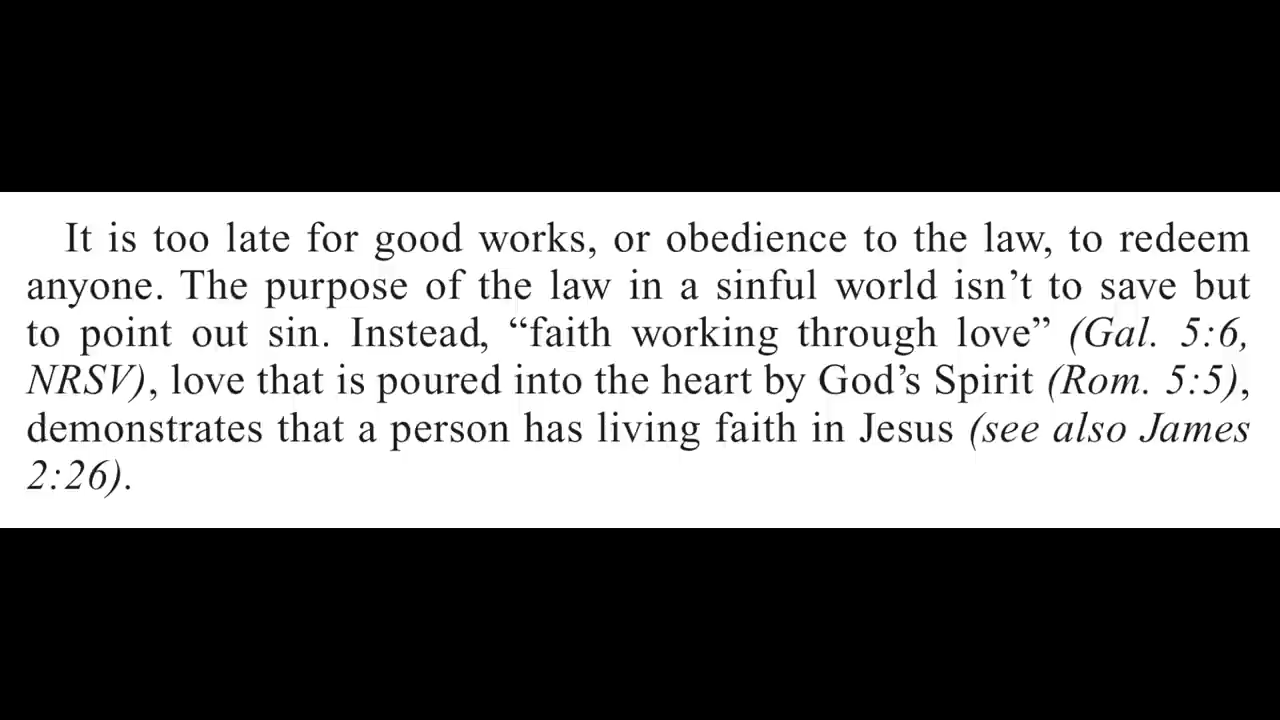 It is too late for good works, or obedience to the law, to redeem
anyone. The purpose of the law in a sinful world isn’t to save but
to point out sin. Instead, “faith working through love” (Gal. 5:6,
NRSV), love that is poured into the heart by God’s Spirit (Rom. 5:5),
demonstrates that a person has living faith in Jesus (see also James
2:26).